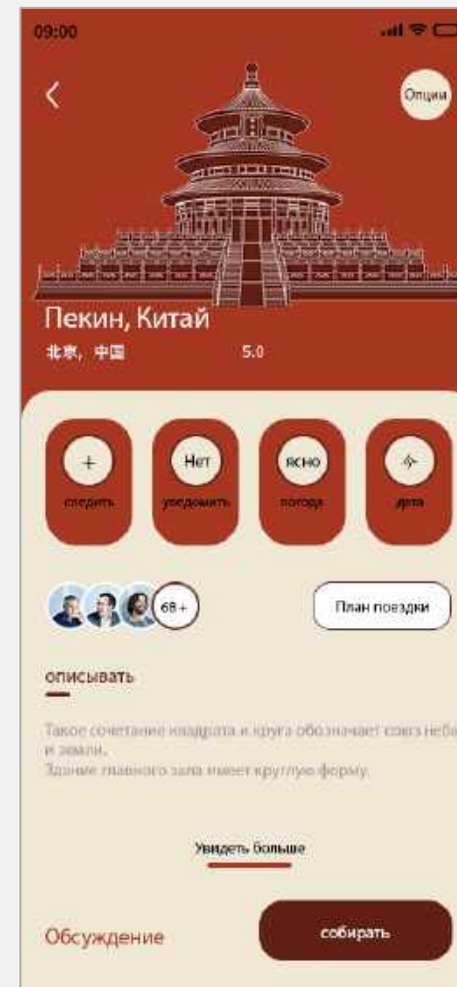 09:00
Опции
Пекин, Китай
北京，中国 5.0
+ Нет ясно
следить уведомить погода дата
68+
План поездки
описывать
Такое сочетание квадрата и круга обозначает союз неба
и земли.
Здание главного зала имеет круглую форму.
Увидеть больше
Обсуждение
собирать